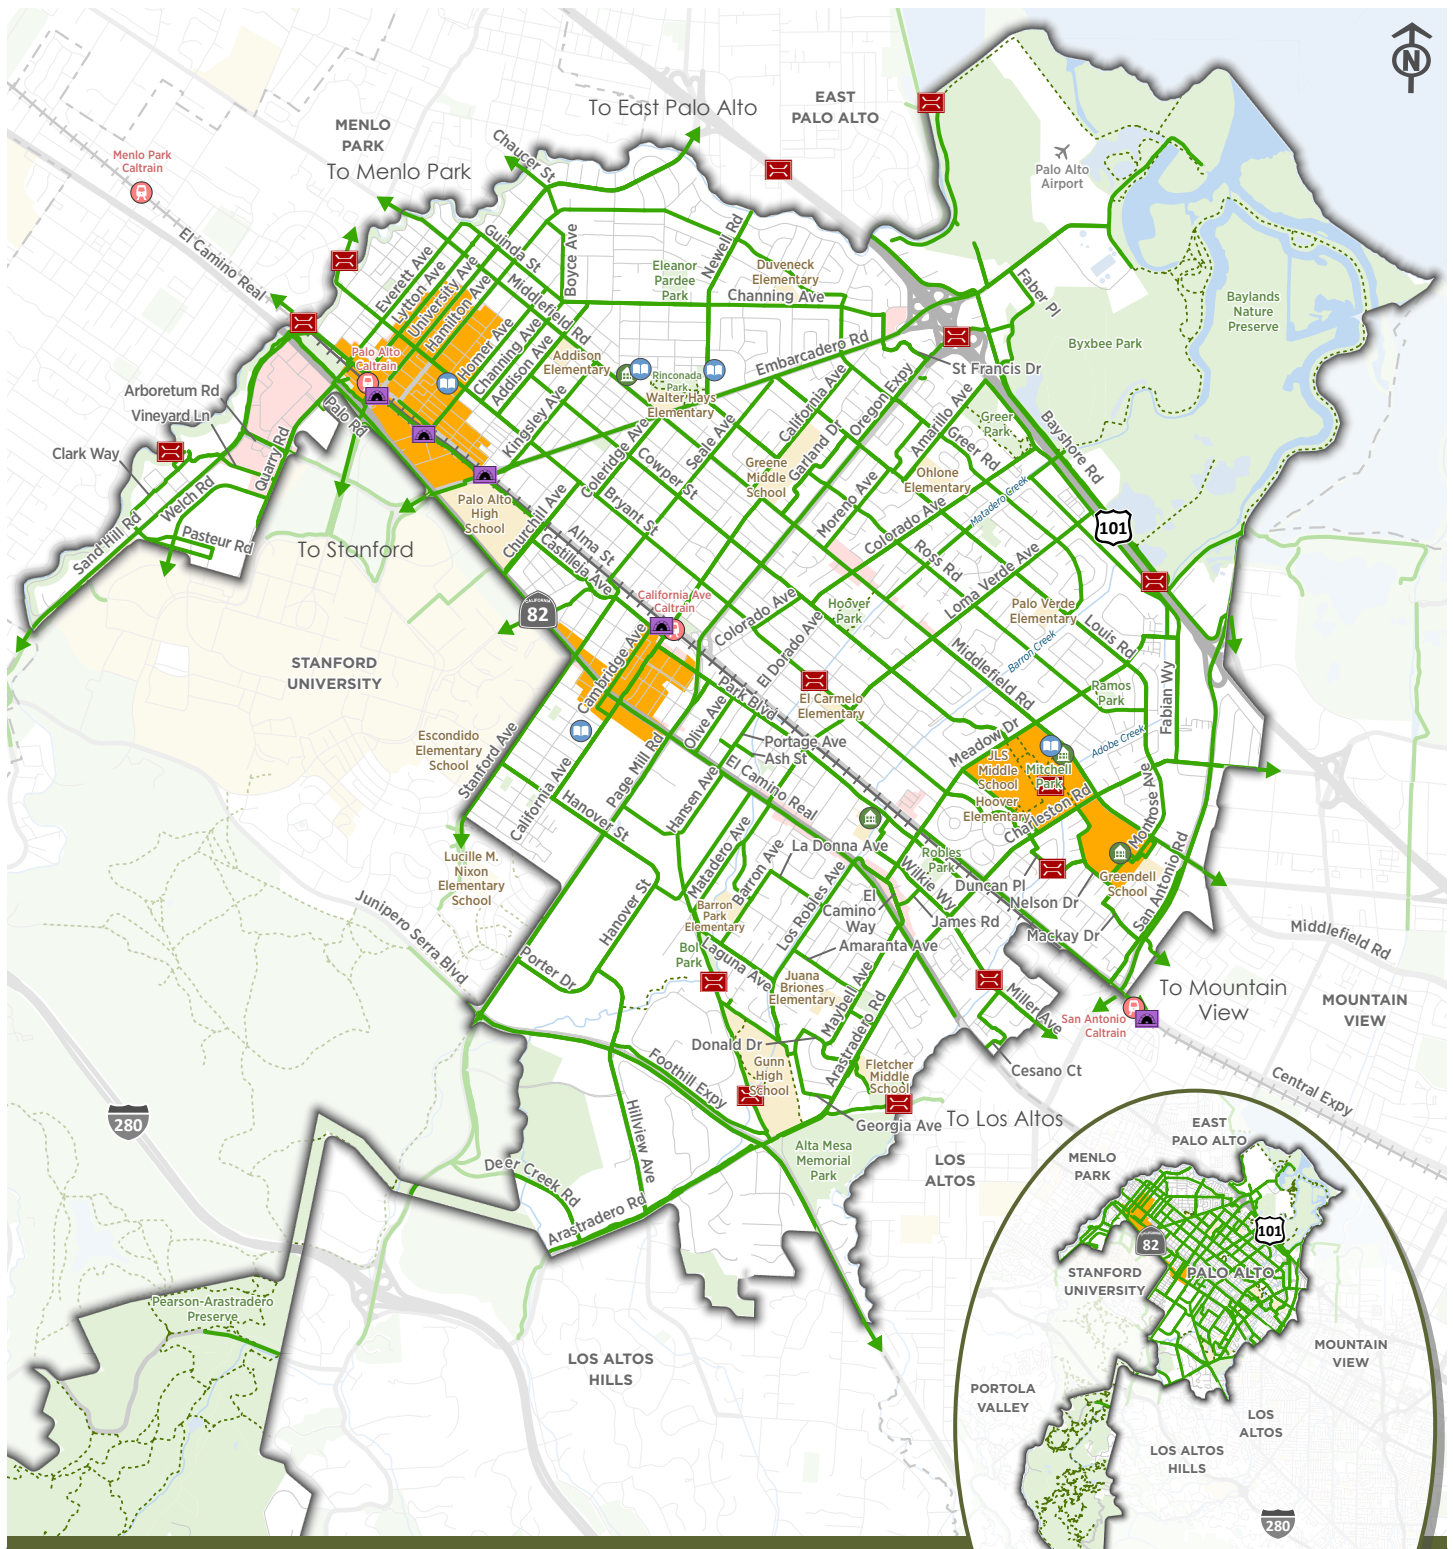 N
EAST
PALO ALTO
To East Palo Alto
MENLO
PARK
To Menlo Park
Chaucer St
Menlo Park
Caltrain
El Camino Real
Palo Alto
Airport
Guinda St
Boyce Ave
Newell Rd
Everett Ave
Lytton Ave
University Ave
Hamilton Ave
Middlefield Rd
Eleanor
Pardee
Park
Duveneck
Elementary
Channing Ave
Faber Pl
Baylands
Nature
Preserve
Byxbee Park
Homer Ave
Channing Ave
Addison Ave
Addison
Elementary
Embarcadero Rd
Palo Alto
Caltrain
Rinconada
Park
Walter Hays
Elementary
St Francis Dr
Arboretum Rd
Vineyard Ln
Palo Rd
Clark Way
Quarry Rd
Kingsley Ave
Coleridge Ave
Seale Ave
California Ave
Oregon Expy
Garland Dr
Amarillo Ave
Greer
Park
Greer Rd
Bayshore Rd
Cowper St
Greene
Middle
School
Ohlone
Elementary
Matadero Creek
Welch Rd
Sand Hill Rd
Pasteur Rd
To Stanford
Palo Alto
High
School
Churchill Ave
Bryant St
Alma St
Castilleja Ave
Moreno Ave
Colorado Ave
Ross Rd
Loma Verde Ave
101
82
CALIFORNIA
California Ave
Caltrain
Colorado Ave
Hoover
Park
Palo Verde
Elementary
Louis Rd
Barron Creek
El Dorado Ave
Middlefield Rd
STANFORD
UNIVERSITY
Cambridge Ave
Park Blvd
El Carmelo
Elementary
Ramos
Park
Fabian Wy
Olive Ave
Escondido
Elementary
School
Stanford Ave
Page Mill Rd
Portage Ave
Ash St
El Camino Real
Meadow Dr
Adobe Creek
JLS
Middle
School
Mitchell
Park
Hoover
Elementary
Charleston Rd
California Ave
Hanover St
Hansen Ave
Matadero Ave
Barron Ave
La Donna Ave
Montrose Ave
Robles
Park
Greendell
School
Wilkie Wy
Duncan Pl
Nelson Dr
San Antonio Rd
Lucille M.
Nixon
Elementary
School
Los Robles Ave
El
Camino
Way
James Rd
Mackay Dr
Middlefield Rd
Junipero Serra Blvd
Hanover St
Barron
Park
Elementary
Bol
Park
Laguna Ave
Amaranta Ave
Porter Dr
Juana
Briones
Elementary
Maybell Ave
Arastradero Rd
Miller Ave
To Mountain
View
San Antonio
Caltrain
MOUNTAIN
VIEW
Donald Dr
Gunn
High
School
Fletcher
Middle
School
Cesano Ct
Central Expy
Foothill Expy
Georgia Ave
To Los Altos
280
Hillview Ave
Alta Mesa
Memorial
Park
LOS
ALTOS
Deer Creek Rd
Arastradero Rd
Pearson-Arastradero
Preserve
LOS ALTOS
HILLS
EAST
PALO ALTO
MENLO
PARK
101
82
CALIFORNIA
STANFORD
UNIVERSITY
PALO ALTO
MOUNTAIN
VIEW
PORTOLA
VALLEY
LOS
ALTOS
LOS ALTOS
HILLS
280